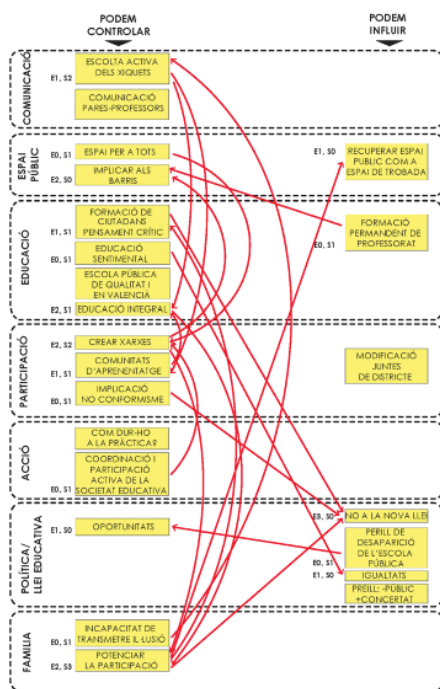 PODEM
CONTROLAR
PODEM
INFLUIR
COMUNICACIÓ
ESCOLTA ACTIVA
DELS XIQUETS
E1, S2
COMUNICACIÓ
PARES-PROFESSORS
ESPAI
PÚBLIC
E0, S1
ESPAI PER A TOTS
E2, S0
IMPLICAR ALS
BARRIS
E1, S0
RECUPERAR ESPAI
PUBLIC COM A
ESPAI DE TROBADA
EDUCACIÓ
FORMACIÓ DE
CIUTADANS
PENSAMENT CRÍTIC
E1, S1
E0, S1
EDUCACIÓ
SENTIMENTAL
ESCOLA PÚBLICA
DE QUALITAT I
EN VALENCIÀ
E2, S1
EDUCACIÓ INTEGRAL
FORMACIÓ
PERMANDENT DE
PROFESSORAT
E0, S1
PARTICIPACIÓ
E2, S2
CREAR XARXES
COMUNITATS
D'APRENENTATGE
E1, S1
E0, S1
IMPLICACIÓ
NO CONFORMISME
MODIFICACIÓ
JUNTES
DE DISTRICTE
ACCIÓ
COM DUR-HO
A LA PRÀCTICA?
COORDINACIÓ I
PARTICIPACIÓ
ACTIVA DE LA
SOCIETAT EDUCATIVA
E0, S1
POLÍTICA/
LLEI EDUCATIVA
E1, S0
OPORTUNITATS
E3, S0
NO A LA NOVA LLEI
PERILL DE
DESAPARICIÓ
DE L'ESCOLA
PÚBLICA
E0, S1
E1, S0
IGUALTATS
PREILL: -PÚBLIC
+CONCERTAT
FAMILIA
E0, S1
INCAPACITAT DE
TRANSMETRE IL·LUSIÓ
E2, S3
POTENCIAR
LA PARTICIPACIÓ